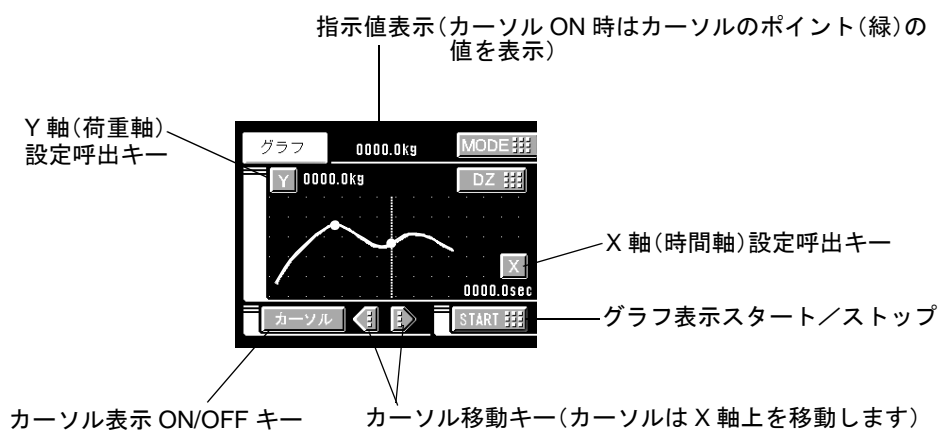 指示値表示（カーソル ON 時はカーソルのポイント（緑）の
値を表示）
Y 軸（荷重軸）
設定呼出キー
グラフ 0000.0kg MODE
Y 0000.0kg DZ
X 軸（時間軸）設定呼出キー
X
0000.0sec
カーソル START
グラフ表示スタート／ストップ
カーソル表示 ON/OFF キー
カーソル移動キー（カーソルは X 軸上を移動します）